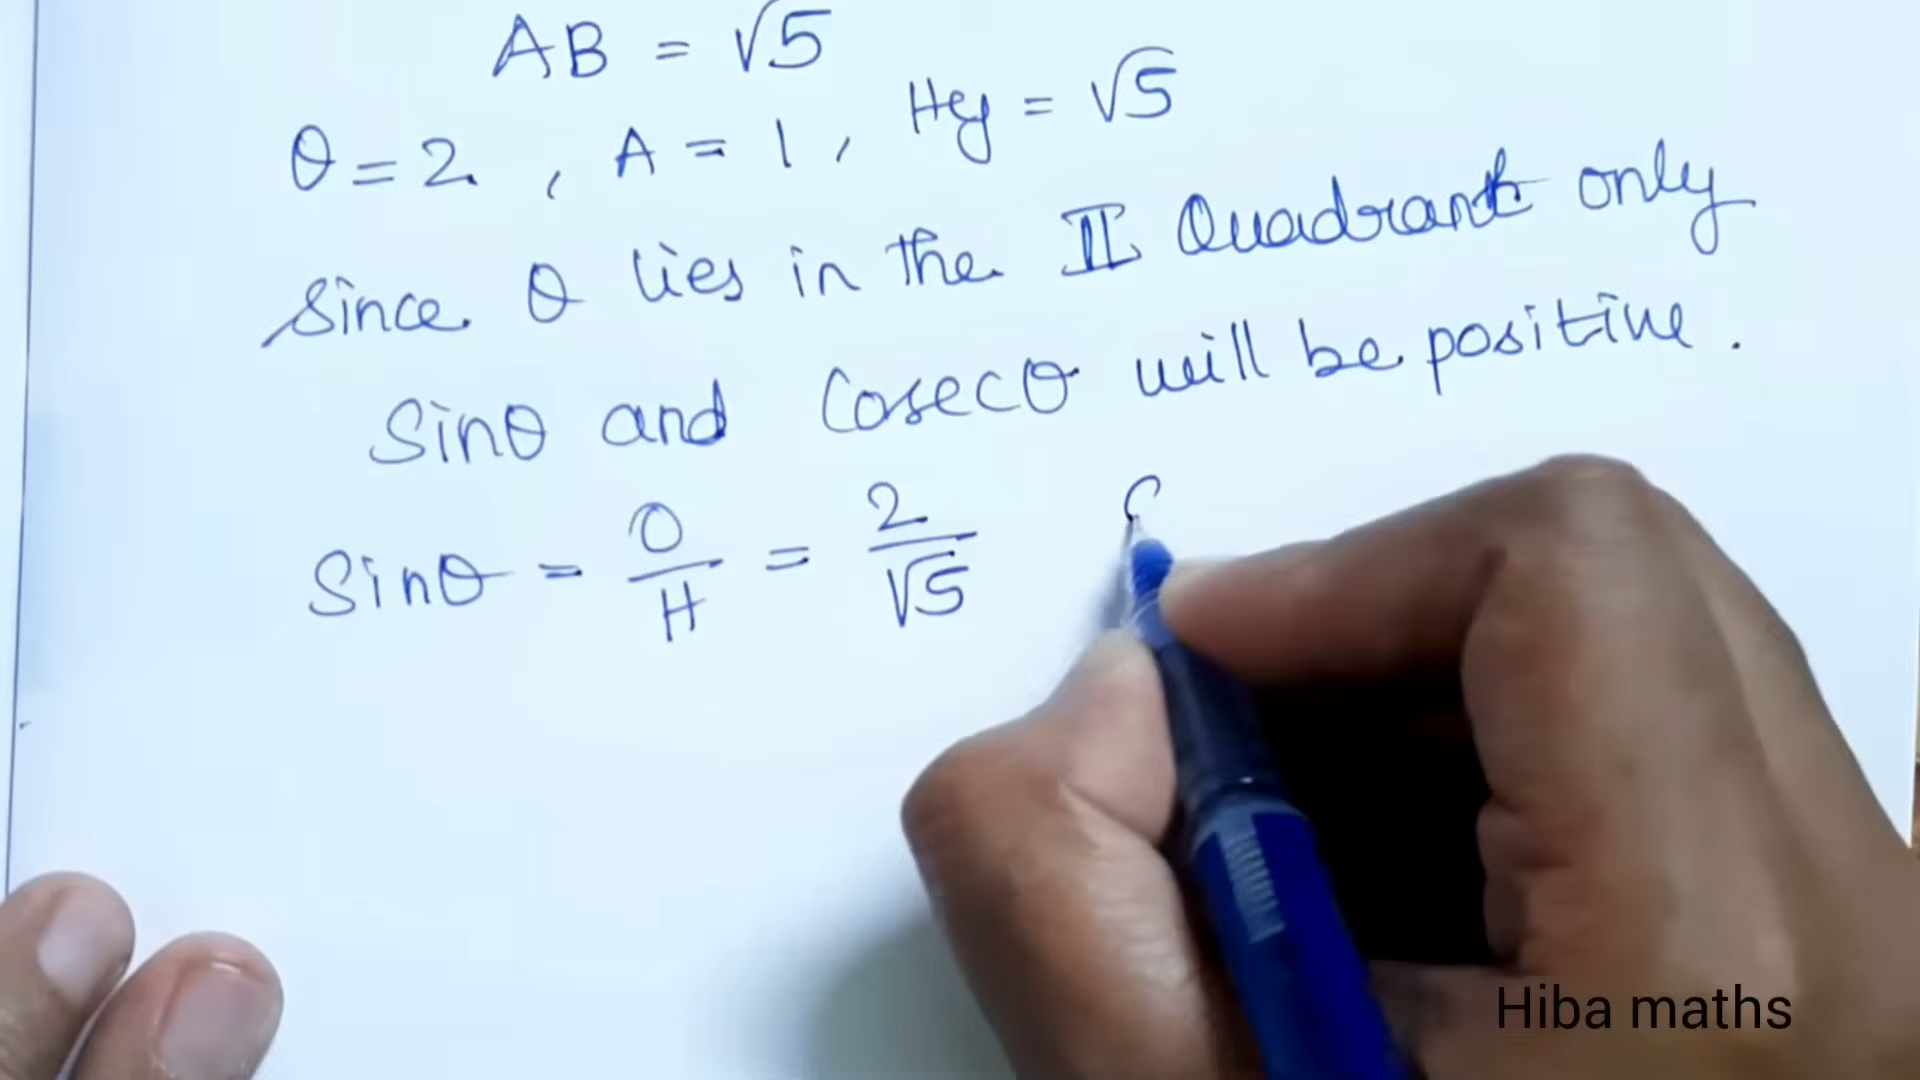 AB = √5
O = 2, A = 1, Hy = √5
Since θ lies in the II Quadrant only
Sinθ and Cosecθ will be positive.
Sinθ = O/H = 2/√5 C
Hiba maths